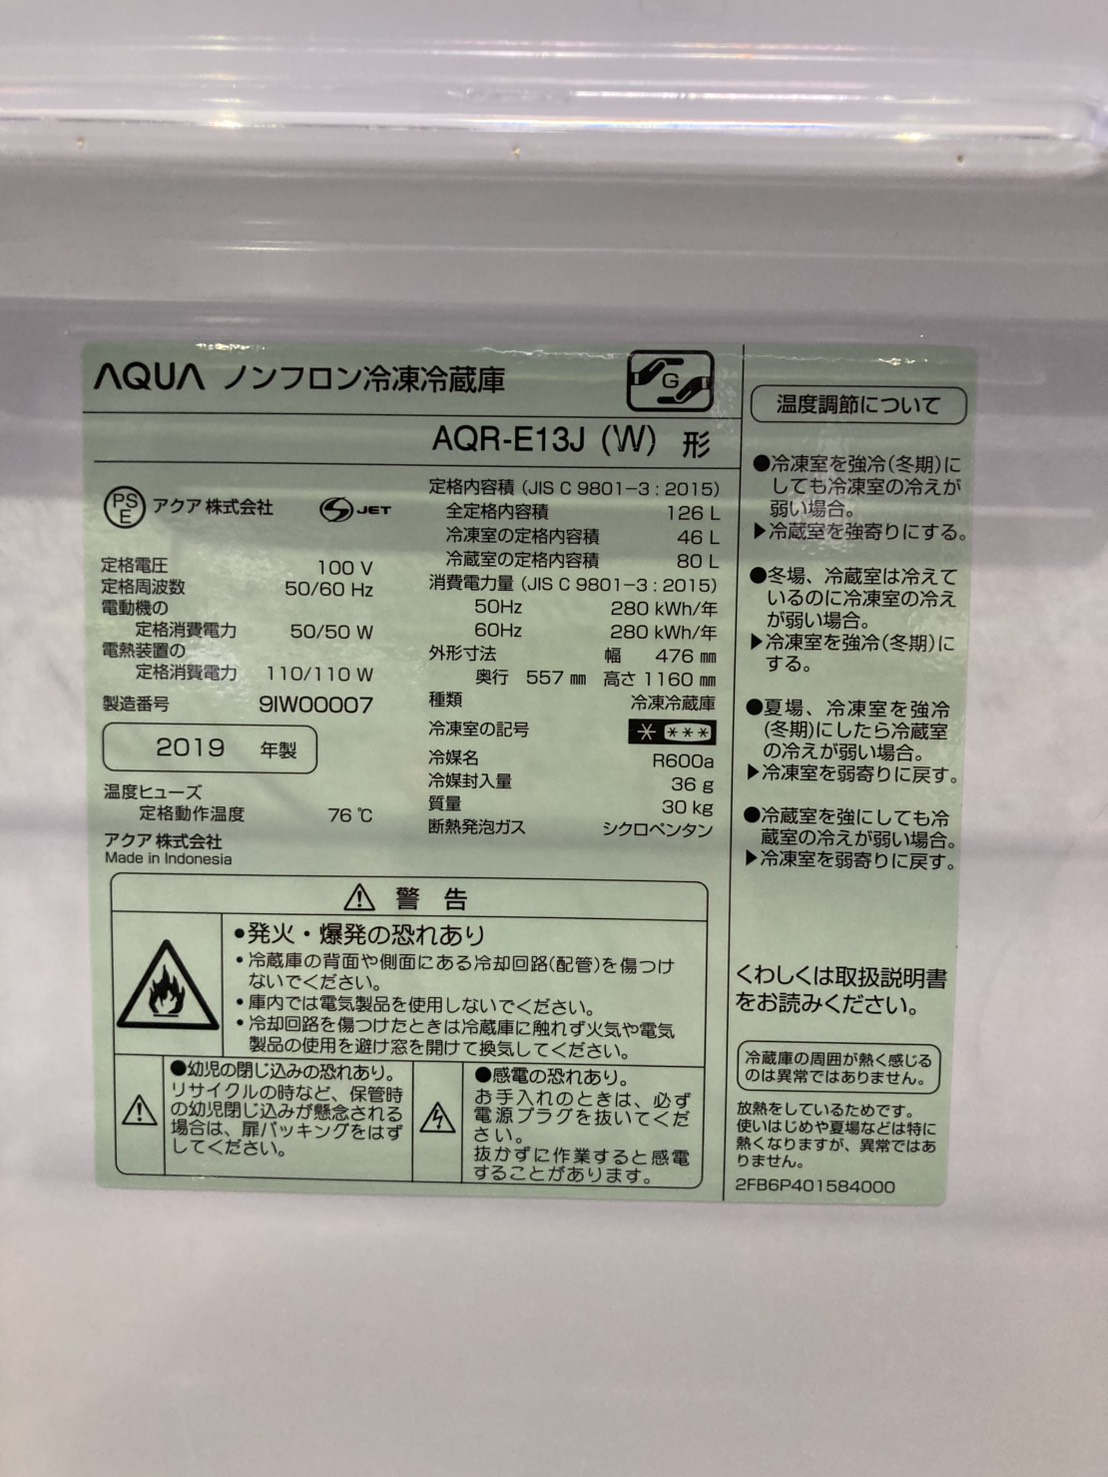 AQUA ノンフロン冷凍冷蔵庫
G
AQR-E13J (W) 形
PS
E
アクア 株式会社
S JET
定格電圧 100 V
定格周波数 50/60 Hz
電動機の
定格消費電力 50/50 W
電熱装置の
定格消費電力 110/110 W
製造番号 9IW00007
2019 年製
温度ヒューズ
定格動作温度 76 ℃
アクア 株式会社
Made in Indonesia
定格内容積 (JIS C 9801-3 : 2015)
全定格内容積 126 L
冷凍室の定格内容積 46 L
冷蔵室の定格内容積 80 L
消費電力量 (JIS C 9801-3 : 2015)
50Hz 280 kWh/年
60Hz 280 kWh/年
外形寸法 幅 476 ㎜
奥行 557 ㎜ 高さ 1160 ㎜
種類 冷凍冷蔵庫
冷凍室の記号 * ***
冷媒名 R600a
冷媒封入量 36 g
質量 30 kg
断熱発泡ガス シクロペンタン
⚠ 警 告
•発火・爆発の恐れあり
•冷蔵庫の背面や側面にある冷却回路(配管)を傷つけ
ないでください。
•庫内では電気製品を使用しないでください。
•冷却回路を傷つけたときは冷蔵庫に触れず火気や電気
製品の使用を避け窓を開けて換気してください。
●幼児の閉じ込みの恐れあり。
リサイクルの時など、保管時
の幼児閉じ込みが懸念される
場合は、扉パッキングをはず
してください。
●感電の恐れあり。
お手入れのときは、必ず
電源プラグを抜いてくだ
さい。
抜かずに作業すると感電
することがあります。
温度調節について
●冷凍室を強冷(冬期)に
しても冷凍室の冷えが
弱い場合。
▶冷蔵室を強寄りにする。
●冬場、冷蔵室は冷えて
いるのに冷凍室の冷え
が弱い場合。
▶冷凍室を強冷(冬期)に
する。
●夏場、冷凍室を強冷
(冬期)にしたら冷蔵室
の冷えが弱い場合。
▶冷凍室を弱寄りに戻す。
●冷蔵室を強にしても冷
蔵室の冷えが弱い場合。
▶冷凍室を弱寄りに戻す。
くわしくは取扱説明書
をお読みください。
冷蔵庫の周囲が熱く感じる
のは異常ではありません。
放熱をしているためです。
使いはじめや夏場などは特に
熱くなりますが、異常ではあ
りません。
2FB6P401584000